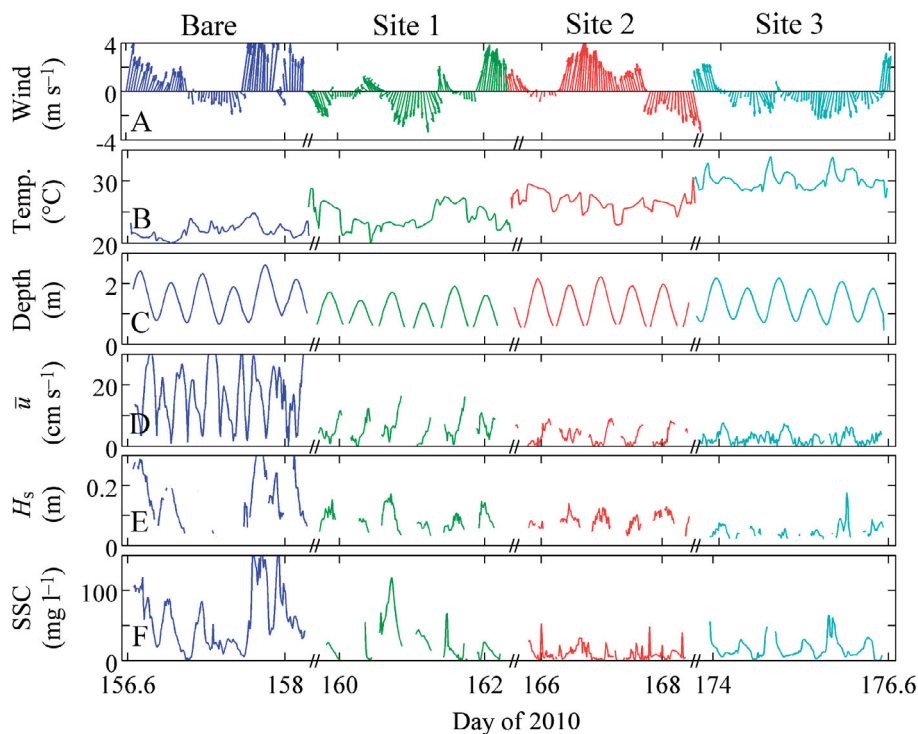 Bare Site 1 Site 2 Site 3
Wind
(m s⁻¹)
4
0
-4
A
Temp.
(°C)
30
20
B
Depth
(m)
0
2
0
C
u̅
(cm s⁻¹)
20
0
D
Hₛ
(m)
0.2
0
E
SSC
(mg l⁻¹)
100
0
F
// // //
// // //
// // //
// // //
// // //
// // //
156.6 158 160 162 166 168 174 176.6
Day of 2010